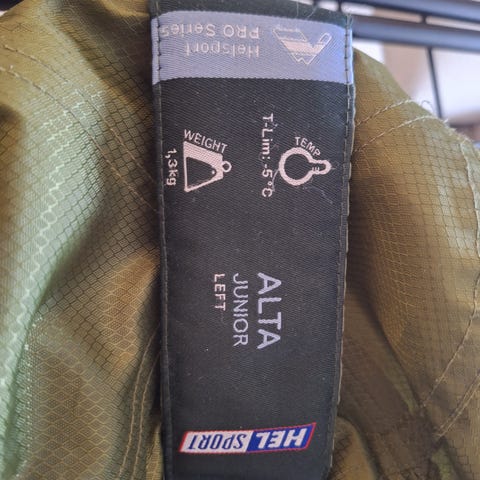 Helsport
PRO Series
TEMP
T-Lim: -5°C
WEIGHT
1,3kg
ALTA
JUNIOR
LEFT
HELSPORT